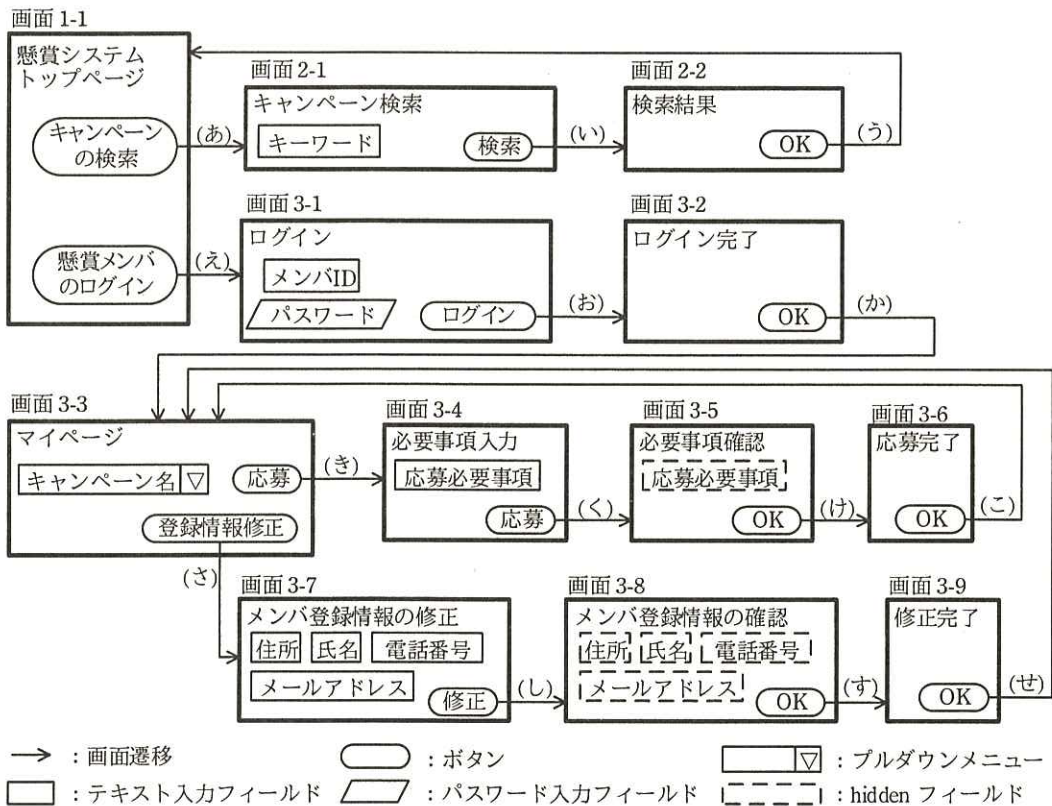 画面 1-1
懸賞システム
トップページ
キャンペーン
の検索
(あ)
懸賞メンバ
のログイン
(え)
画面 2-1
キャンペーン検索
キーワード
検索
(い)
画面 2-2
検索結果
OK
(う)
画面 3-1
ログイン
メンバID
パスワード
ログイン
(お)
画面 3-2
ログイン完了
OK
(か)
画面 3-3
マイページ
キャンペーン名 ▽
応募
(き)
登録情報修正
(さ)
画面 3-4
必要事項入力
応募必要事項
応募
(く)
画面 3-5
必要事項確認
応募必要事項
OK
(け)
画面 3-6
応募完了
OK
(こ)
画面 3-7
メンバ登録情報の修正
住所 氏名 電話番号
メールアドレス
修正
(し)
画面 3-8
メンバ登録情報の確認
住所 氏名 電話番号
メールアドレス
OK
(す)
画面 3-9
修正完了
OK
(せ)
→ :画面遷移 :ボタン ▽ :プルダウンメニュー
:テキスト入力フィールド :パスワード入力フィールド :hidden フィールド